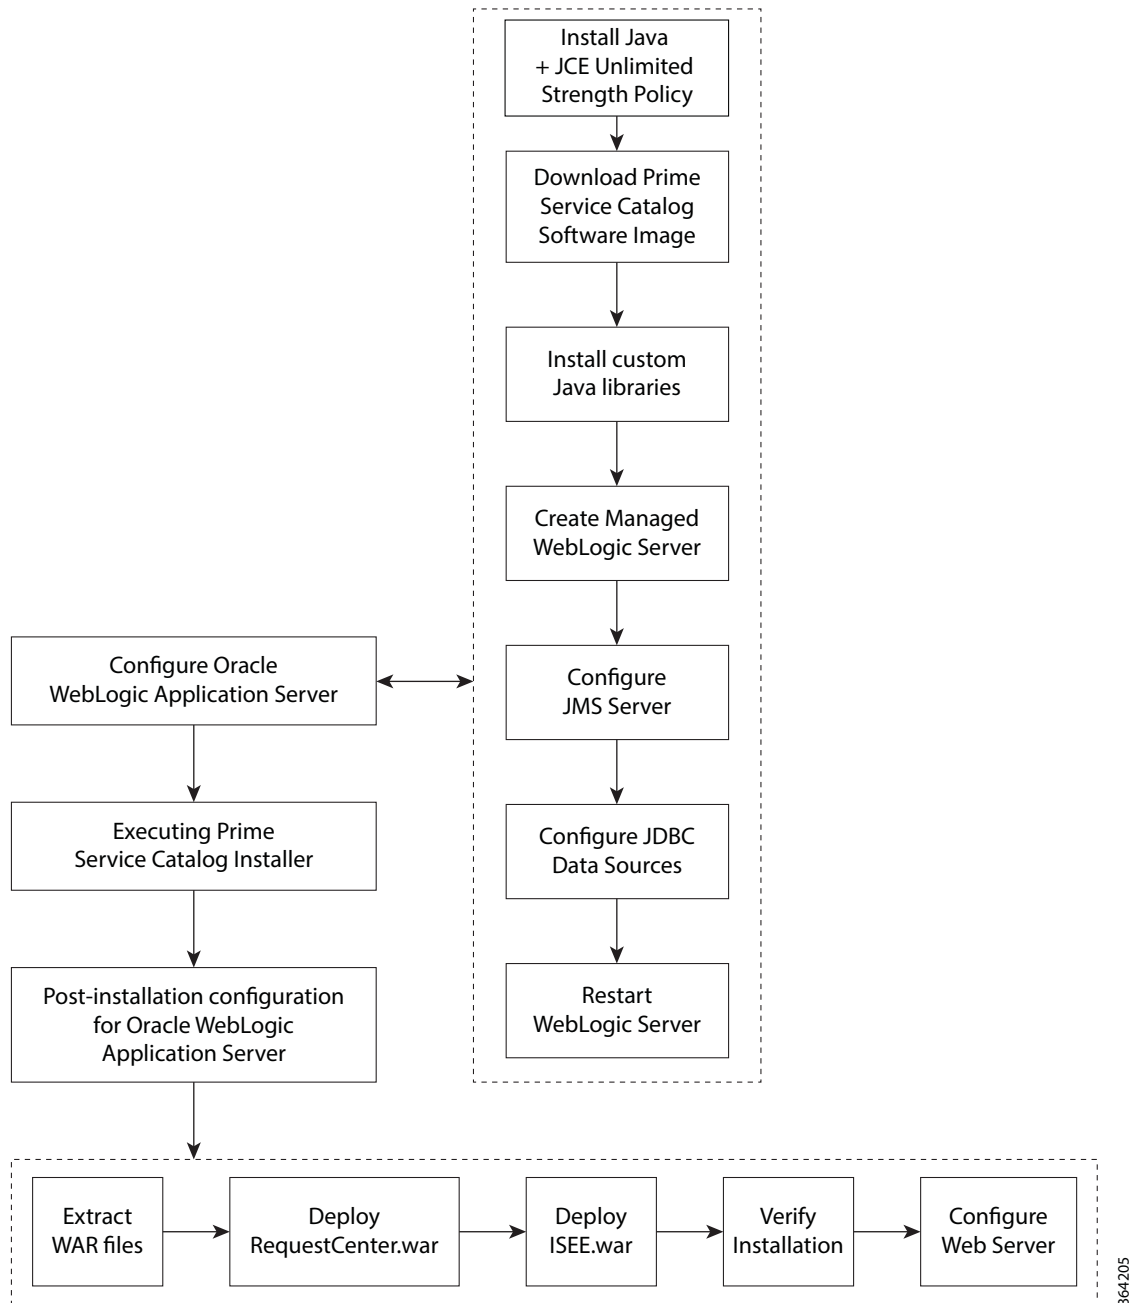 Install Java
+ JCE Unlimited
Strength Policy
Download Prime
Service Catalog
Software Image
Install custom
Java libraries
Create Managed
WebLogic Server
Configure
JMS Server
Configure JDBC
Data Sources
Restart
WebLogic Server
Configure Oracle
WebLogic Application Server
Executing Prime
Service Catalog Installer
Post-installation configuration
for Oracle WebLogic
Application Server
Extract
WAR files
Deploy
RequestCenter.war
Deploy
ISEE.war
Verify
Installation
Configure
Web Server
364205